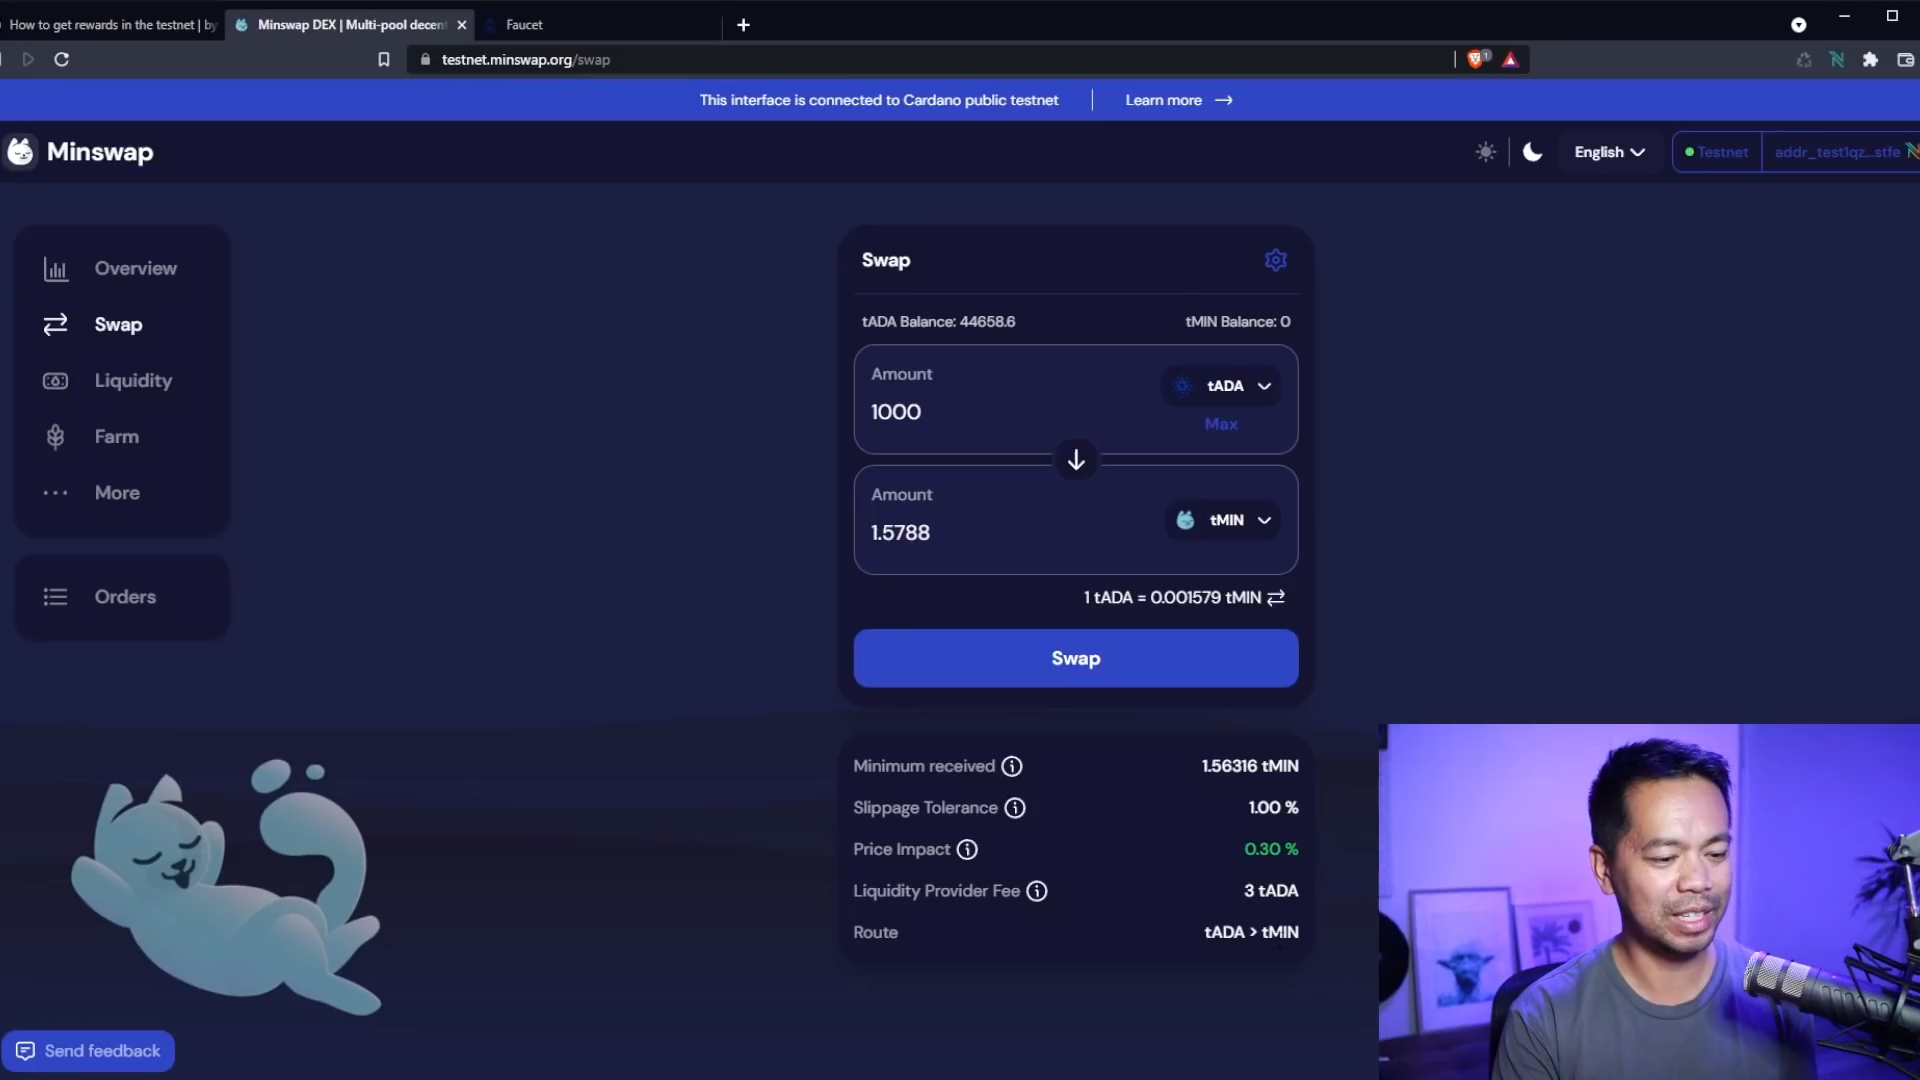 How to get rewards in the testnet | by
Minswap DEX | Multi-pool decen
Faucet
testnet.minswap.org/swap
1
This interface is connected to Cardano public testnet
Learn more
Minswap
English
Testnet
addr_test1qz...stfe
Overview
Swap
Liquidity
Farm
More
Orders
Swap
tADA Balance: 44658.6
tMIN Balance: 0
Amount
tADA
1000
Max
Amount
tMIN
1.5788
1 tADA = 0.001579 tMIN
Swap
Minimum received
1.56316 tMIN
Slippage Tolerance
1.00 %
Price Impact
0.30 %
Liquidity Provider Fee
3 tADA
Route
tADA > tMIN
Send feedback